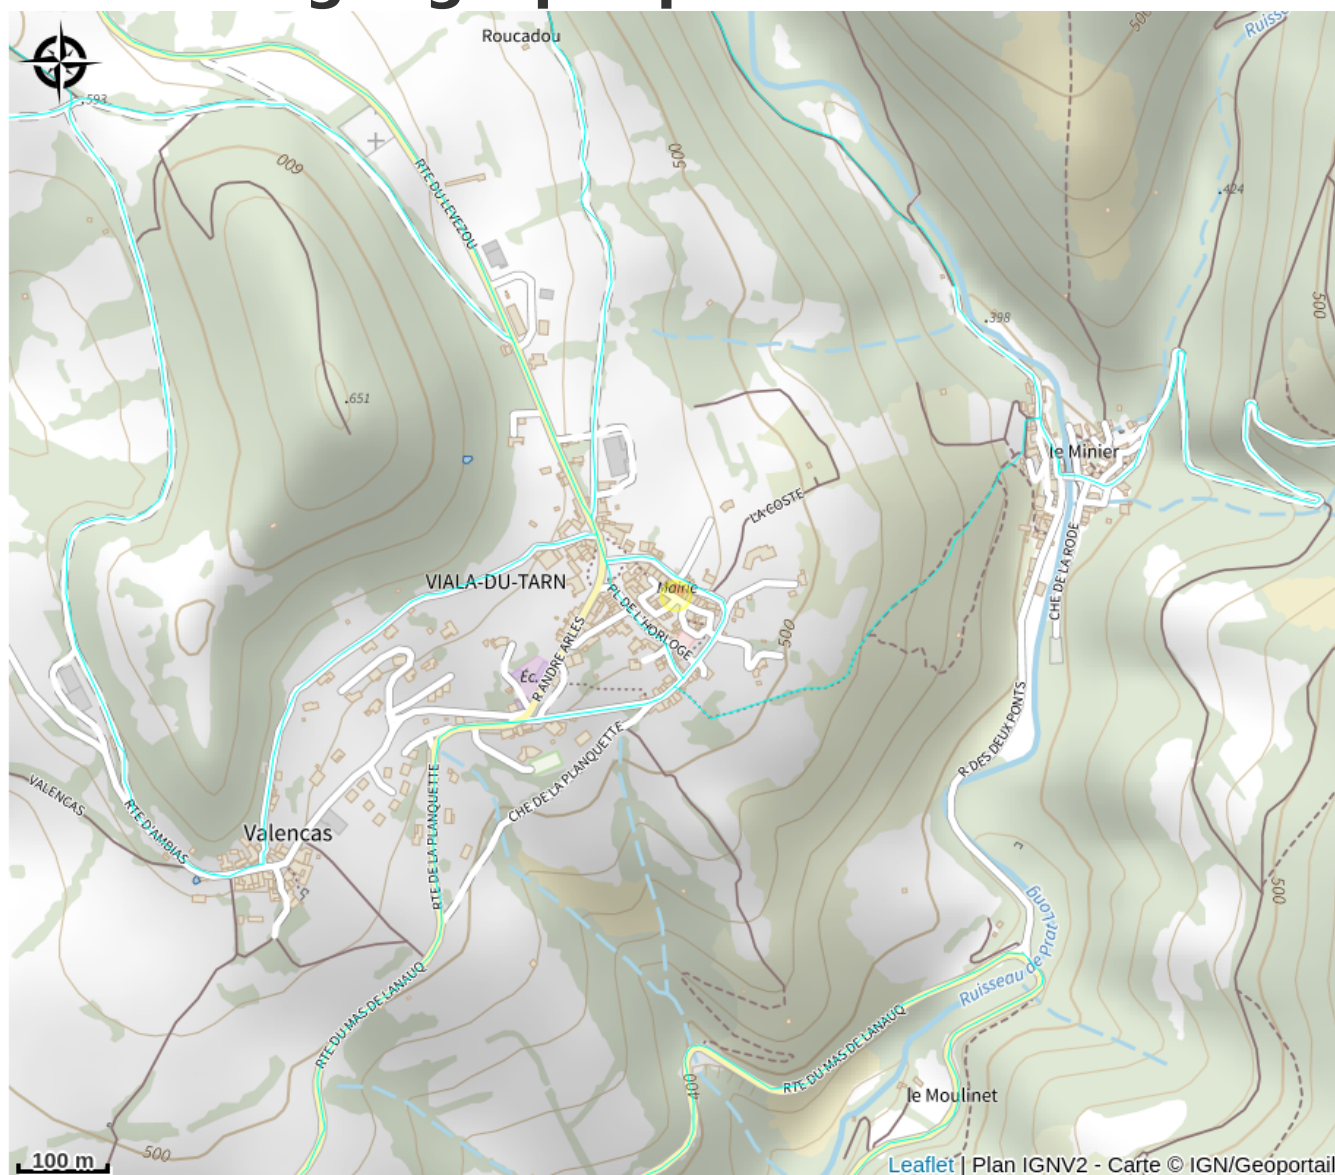 Roucadou
500
Ruisse
593
600
500
RTE DU LEVEZOU
424
398
500
651
le Minier
LA COSTE
VIALA-DU-TARN
Mairie
PL DE L'HORLOGE
CHE DE LA RODE
500
R ANDRE ARLES
Éc.
R DES DEUX PONTS
CHE DE LA PLANQUETTE
RTE DE LA PLANQUETTE
VALENCAS
RTE D'AMBIAS
Valencas
500
Ruisseau de Prat Long
RTE DU MAS DE LANAUQ
RTE DU MAS DE LANAUQ
400
le Moulinet
500
100 m
Leaflet | Plan IGNV2 - Carte © IGN/Geoportail